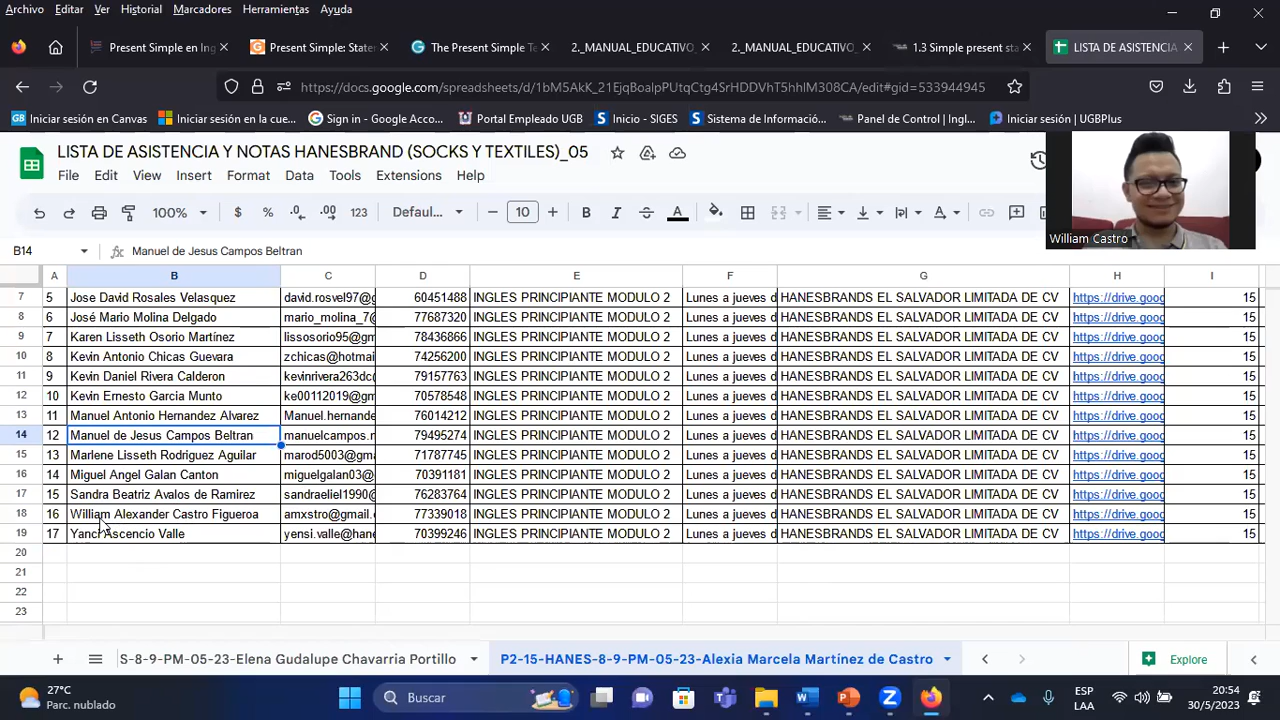 Archivo Editar Ver Historial Marcadores Herramientas Ayuda
Present Simple en Ing
Present Simple: Stater
The Present Simple Te
2._MANUAL_EDUCATIVO_
2._MANUAL_EDUCATIVO_
1.3 Simple present sta
LISTA DE ASISTENCIA
https://docs.google.com/spreadsheets/d/1bM5AkK_21EjqBoalpPUtqCtg4SrHDDVhT5hhlM308CA/edit#gid=533944945
Iniciar sesión en Canvas
Iniciar sesión en la cue...
Sign in - Google Acco...
Portal Empleado UGB
Inicio - SIGES
Sistema de Informació...
Panel de Control | Ingl...
Iniciar sesión | UGBPlus
LISTA DE ASISTENCIA Y NOTAS HANESBRAND (SOCKS Y TEXTILES)_05
File Edit View Insert Format Data Tools Extensions Help
100% $ % .0 .00 123 Defaul... 10 B I A
William Castro
B14 Manuel de Jesus Campos Beltran
A B C D E F G H I
7 5 Jose David Rosales Velasquez david.rosvel97@g 60451488 INGLES PRINCIPIANTE MODULO 2 Lunes a jueves d HANESBRANDS EL SALVADOR LIMITADA DE CV https://drive.goog 15
8 6 José Mario Molina Delgado mario_molina_7@ 77687320 INGLES PRINCIPIANTE MODULO 2 Lunes a jueves d HANESBRANDS EL SALVADOR LIMITADA DE CV https://drive.goog 15
9 7 Karen Lisseth Osorio Martínez lissosorio95@gm 78436866 INGLES PRINCIPIANTE MODULO 2 Lunes a jueves d HANESBRANDS EL SALVADOR LIMITADA DE CV https://drive.goog 15
10 8 Kevin Antonio Chicas Guevara zchicas@hotmai 74256200 INGLES PRINCIPIANTE MODULO 2 Lunes a jueves d HANESBRANDS EL SALVADOR LIMITADA DE CV https://drive.goog 15
11 9 Kevin Daniel Rivera Calderon kevinrivera263dc 79157763 INGLES PRINCIPIANTE MODULO 2 Lunes a jueves d HANESBRANDS EL SALVADOR LIMITADA DE CV https://drive.goog 15
12 10 Kevin Ernesto Garcia Munto ke00112019@gm 70578548 INGLES PRINCIPIANTE MODULO 2 Lunes a jueves d HANESBRANDS EL SALVADOR LIMITADA DE CV https://drive.goog 15
13 11 Manuel Antonio Hernandez Alvarez Manuel.hernande 76014212 INGLES PRINCIPIANTE MODULO 2 Lunes a jueves d HANESBRANDS EL SALVADOR LIMITADA DE CV https://drive.goog 15
14 12 Manuel de Jesus Campos Beltran manuelcampos.r 79495274 INGLES PRINCIPIANTE MODULO 2 Lunes a jueves d HANESBRANDS EL SALVADOR LIMITADA DE CV https://drive.goog 15
15 13 Marlene Lisseth Rodriguez Aguilar marod5003@gma 71787745 INGLES PRINCIPIANTE MODULO 2 Lunes a jueves d HANESBRANDS EL SALVADOR LIMITADA DE CV https://drive.goog 15
16 14 Miguel Angel Galan Canton miguelgalan03@ 70391181 INGLES PRINCIPIANTE MODULO 2 Lunes a jueves d HANESBRANDS EL SALVADOR LIMITADA DE CV https://drive.goog 15
17 15 Sandra Beatriz Avalos de Ramirez sandraeliel1990@ 76283764 INGLES PRINCIPIANTE MODULO 2 Lunes a jueves d HANESBRANDS EL SALVADOR LIMITADA DE CV https://drive.goog 15
18 16 William Alexander Castro Figueroa amxstro@gmail. 77339018 INGLES PRINCIPIANTE MODULO 2 Lunes a jueves d HANESBRANDS EL SALVADOR LIMITADA DE CV https://drive.goog 15
19 17 Yanci Ascencio Valle yensi.valle@hane 70399246 INGLES PRINCIPIANTE MODULO 2 Lunes a jueves d HANESBRANDS EL SALVADOR LIMITADA DE CV https://drive.goog 15
20
21
22
23
S-8-9-PM-05-23-Elena Gudalupe Chavarria Portillo
P2-15-HANES-8-9-PM-05-23-Alexia Marcela Martínez de Castro
Explore
27°C
Parc. nublado
Buscar
ESP
LAA
20:54
30/5/2023